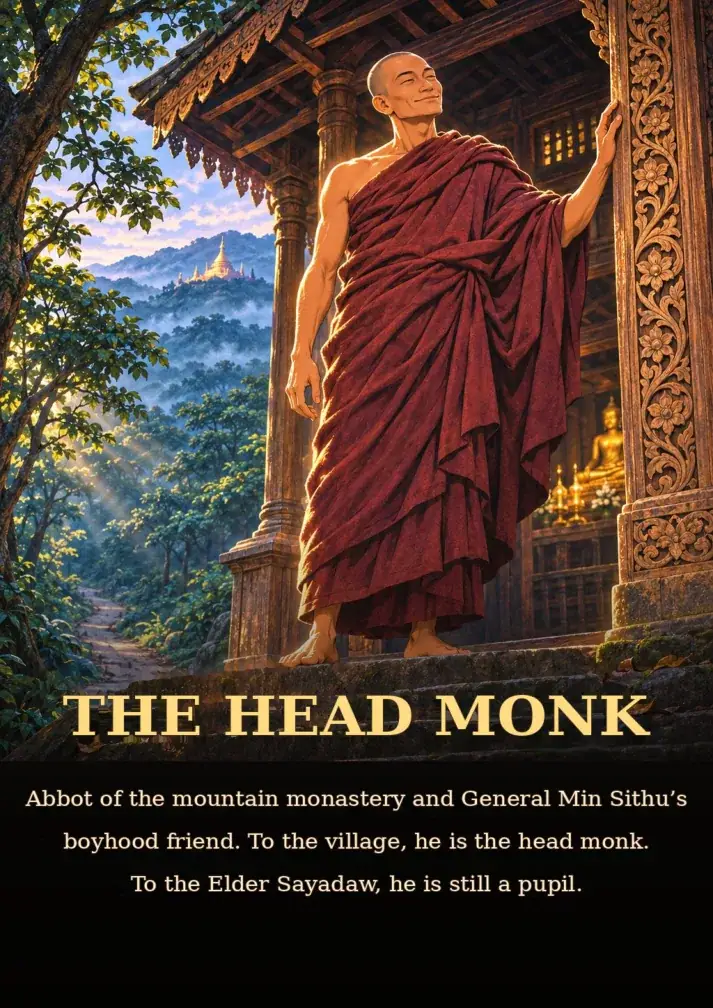 THE HEAD MONK
Abbot of the mountain monastery and General Min Sithu’s
boyhood friend. To the village, he is the head monk.
To the Elder Sayadaw, he is still a pupil.